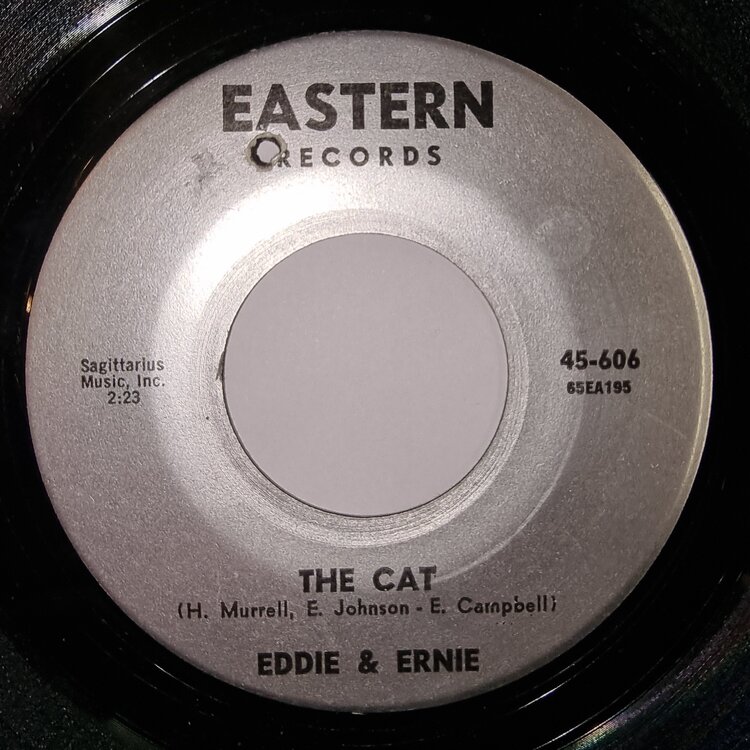 EASTERN
RECORDS
Sagittarius
Music, Inc.
2:23
45-606
65EA195
THE CAT
(H. Murrell, E. Johnson - E. Campbell)
EDDIE & ERNIE